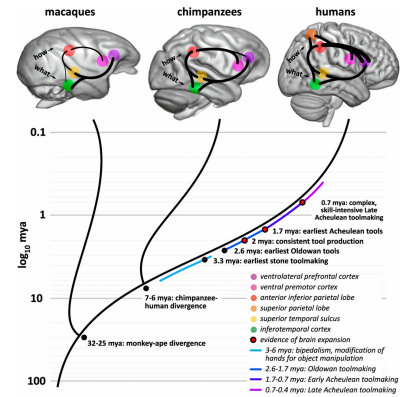 macaques chimpanzees humans
how
what
how
what
how
what
0.1
1
10
100
log10 mya
0.7 mya: complex,
skill-intensive Late
Acheulean toolmaking
1.7 mya: earliest Acheulean tools
2 mya: consistent tool production
2.6 mya: earliest Oldowan tools
3.3 mya: earliest stone toolmaking
7-6 mya: chimpanzee-
human divergence
32-25 mya: monkey-ape divergence
ventrolateral prefrontal cortex
ventral premotor cortex
anterior inferior parietal lobe
superior parietal lobe
superior temporal sulcus
inferotemporal cortex
evidence of brain expansion
3-6 mya: bipedalism, modification of
hands for object manipulation
2.6-1.7 mya: Oldowan toolmaking
1.7-0.7 mya: Early Acheulean toolmaking
0.7-0.4 mya: Late Acheulean toolmaking